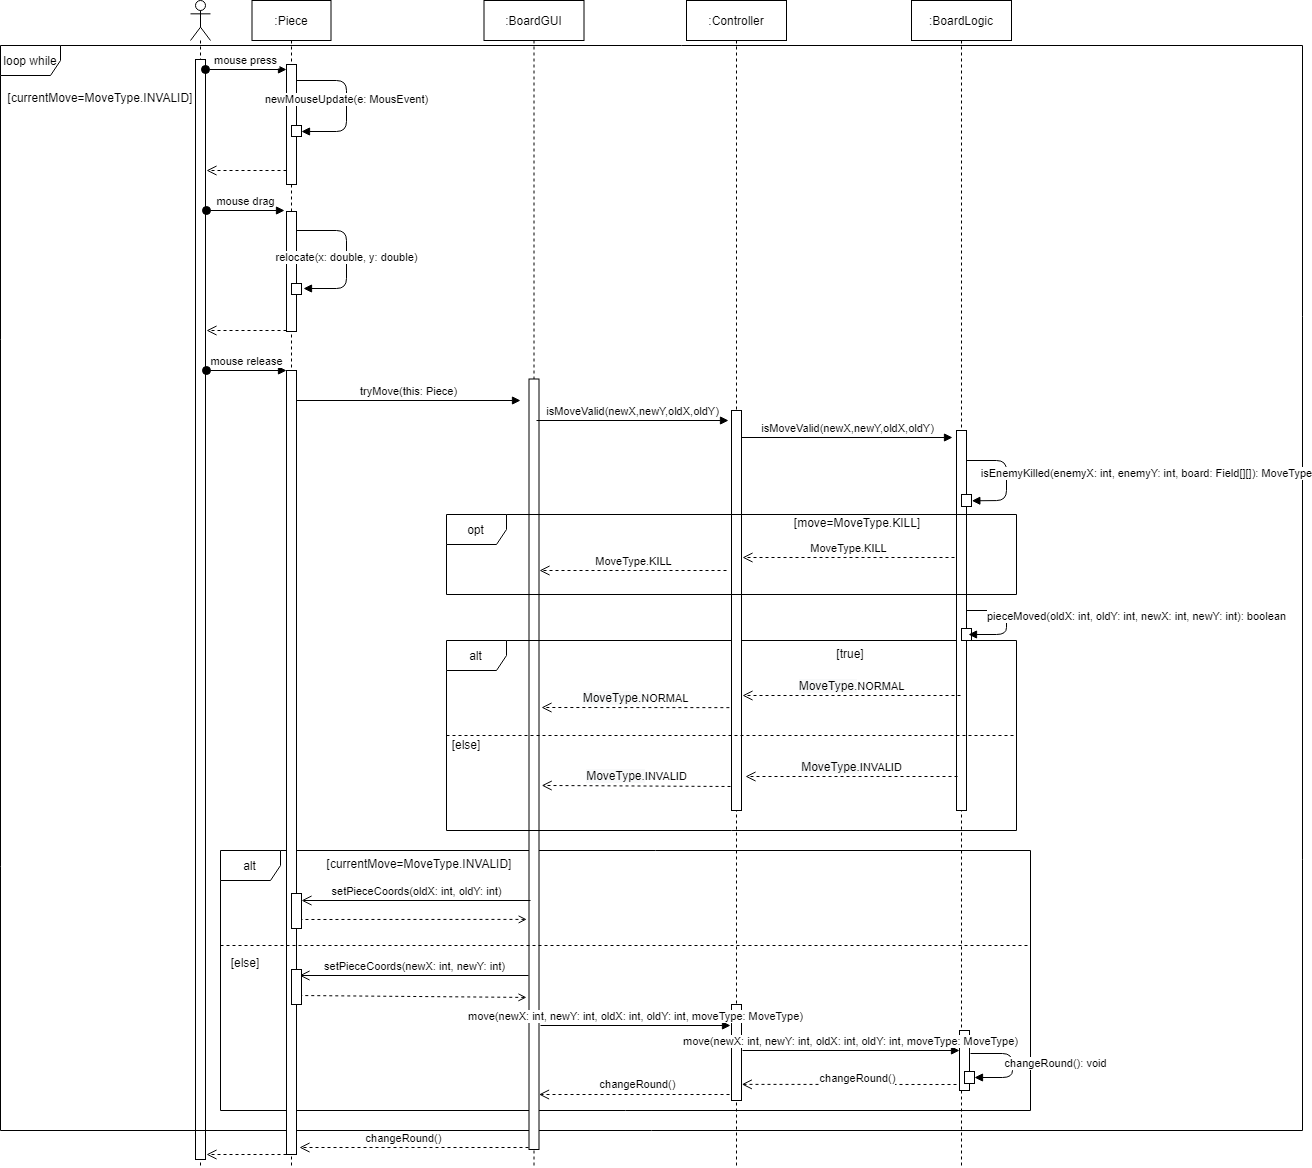 :Piece
:BoardGUI
:Controller
:BoardLogic
loop while
[currentMove=MoveType.INVALID]
mouse press
newMouseUpdate(e: MousEvent)
mouse drag
relocate(x: double, y: double)
mouse release
tryMove(this: Piece)
isMoveValid(newX,newY,oldX,oldY)
isMoveValid(newX,newY,oldX,oldY)
isEnemyKilled(enemyX: int, enemyY: int, board: Field[][]): MoveType
opt
[move=MoveType.KILL]
MoveType.KILL
MoveType.KILL
pieceMoved(oldX: int, oldY: int, newX: int, newY: int): boolean
alt
[true]
MoveType.NORMAL
MoveType.NORMAL
[else]
MoveType.INVALID
MoveType.INVALID
alt
[currentMove=MoveType.INVALID]
setPieceCoords(oldX: int, oldY: int)
[else]
setPieceCoords(newX: int, newY: int)
move(newX: int, newY: int, oldX: int, oldY: int, moveType: MoveType)
move(newX: int, newY: int, oldX: int, oldY: int, moveType: MoveType)
changeRound(): void
changeRound()
changeRound()
changeRound()